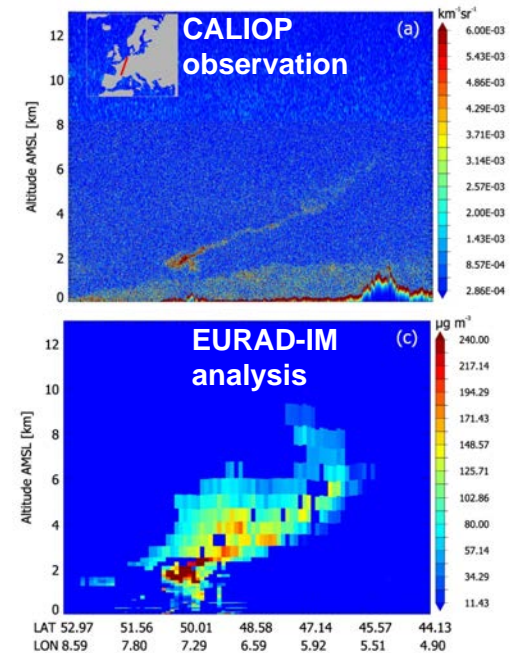 CALIOP
observation
(a)
km⁻¹sr⁻¹
6.00E-03
5.43E-03
4.86E-03
4.29E-03
3.71E-03
3.14E-03
2.57E-03
2.00E-03
1.43E-03
8.57E-04
2.86E-04
Altitude AMSL [km]
12
10
8
6
4
2
0
EURAD-IM
analysis
(c)
µg m⁻³
240.00
217.14
194.29
171.43
148.57
125.71
102.86
80.00
57.14
34.29
11.43
Altitude AMSL [km]
12
10
8
6
4
2
0
LAT 52.97 51.56 50.01 48.58 47.14 45.57 44.13
LON 8.59 7.80 7.29 6.59 5.92 5.51 4.90